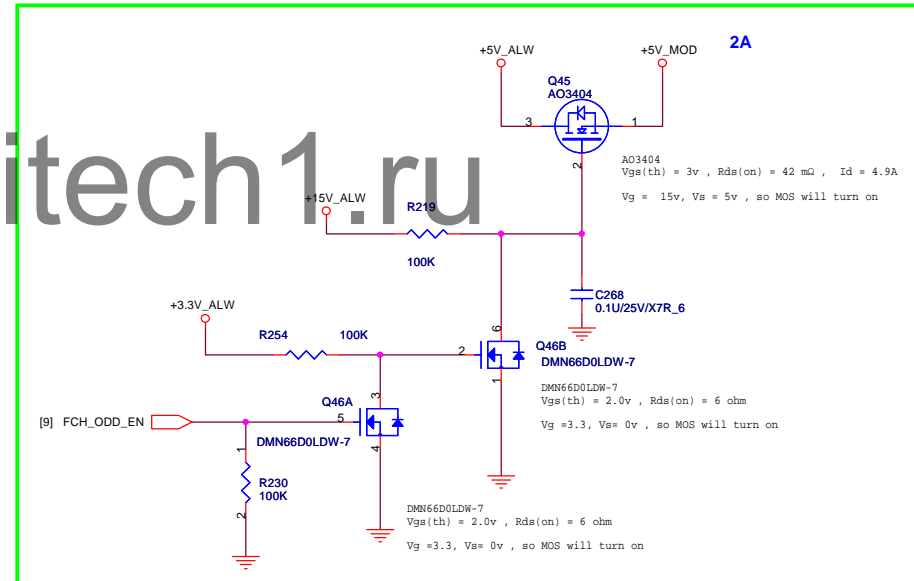 2A
+5V_ALW
+5V_MOD
Q45
AO3404
3
1
2
AO3404
Vgs(th) = 3v , Rds(on) = 42 mΩ , Id = 4.9A
Vg = 15v, Vs = 5v , so MOS will turn on
itech1.ru
+15V_ALW
R219
100K
C268
0.1U/25V/X7R_6
+3.3V_ALW
R254
100K
6
2
1
Q46B
DMN66D0LDW-7
DMN66D0LDW-7
Vgs(th) = 2.0v , Rds(on) = 6 ohm
Vg =3.3, Vs= 0v , so MOS will turn on
3
Q46A
[9] FCH_ODD_EN
5
DMN66D0LDW-7
4
1
R230
100K
2
DMN66D0LDW-7
Vgs(th) = 2.0v , Rds(on) = 6 ohm
Vg =3.3, Vs= 0v , so MOS will turn on